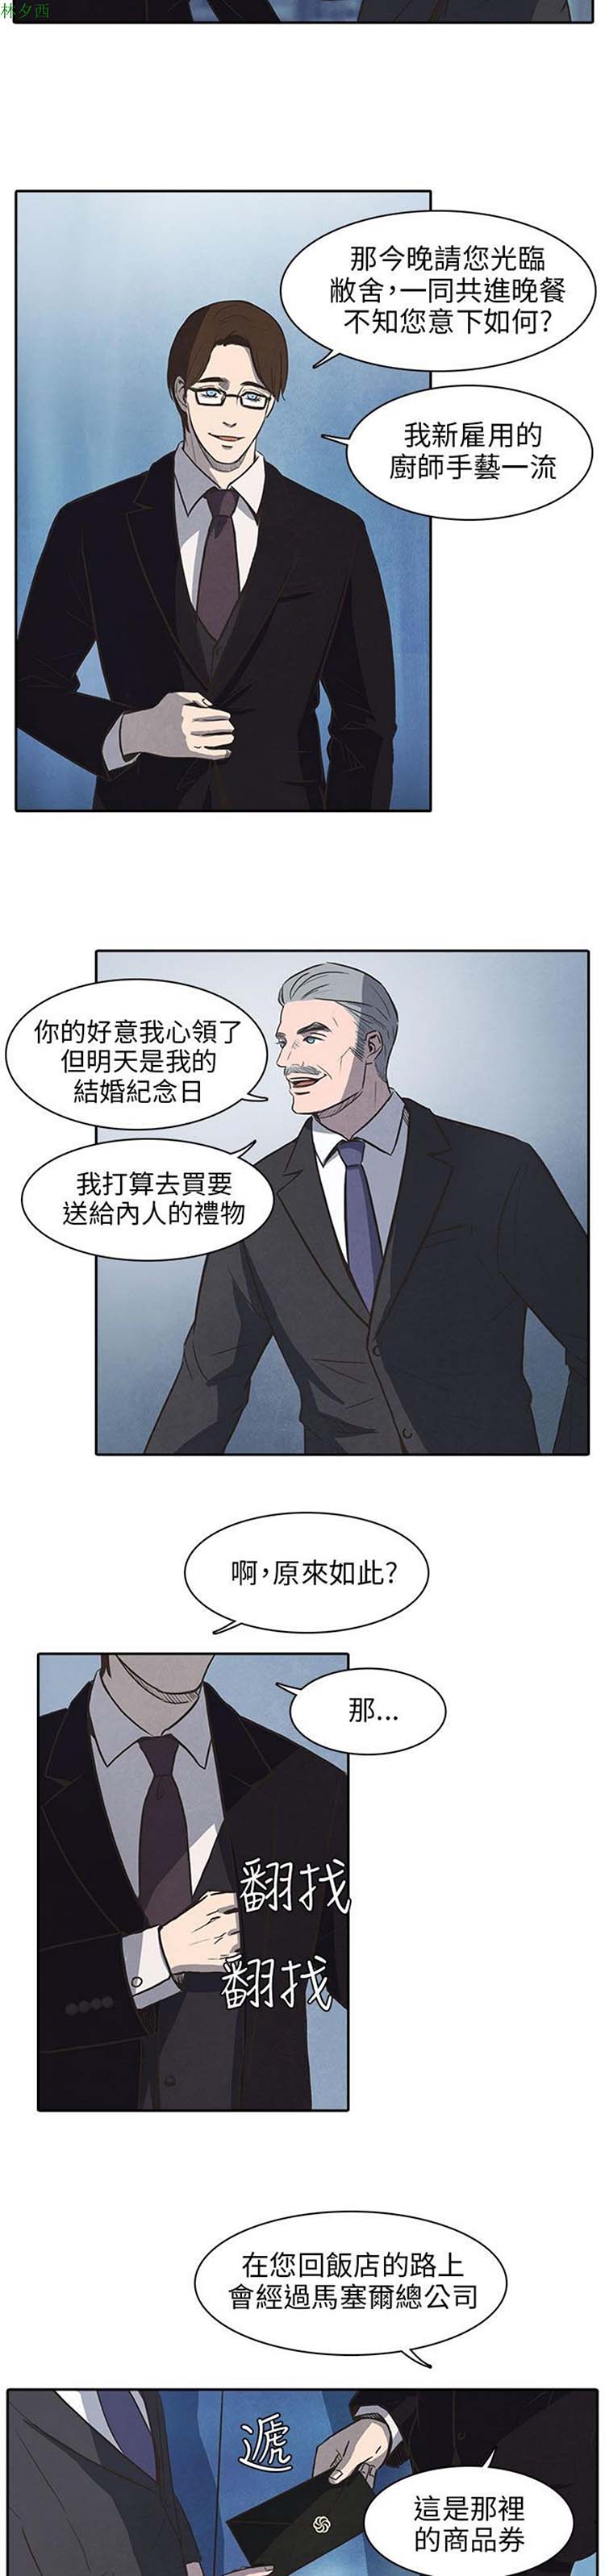 林夕西
那今晚請您光臨
敝舍,一同共進晚餐
不知您意下如何?
我新雇用的
廚師手藝一流
你的好意我心領了
但明天是我的
結婚紀念日
我打算去買要
送給內人的禮物
啊,原來如此?
那...
翻找
翻找
在您回飯店的路上
會經過馬塞爾總公司
遞
這是那裡
的商品券